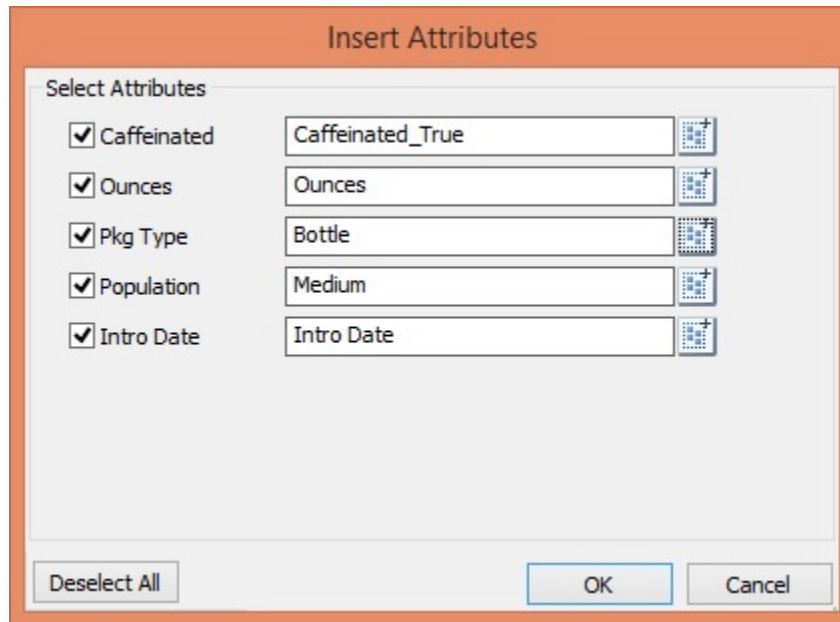 Insert Attributes
Select Attributes
Caffeinated Caffeinated_True
Ounces Ounces
Pkg Type Bottle
Population Medium
Intro Date Intro Date
Deselect All OK Cancel